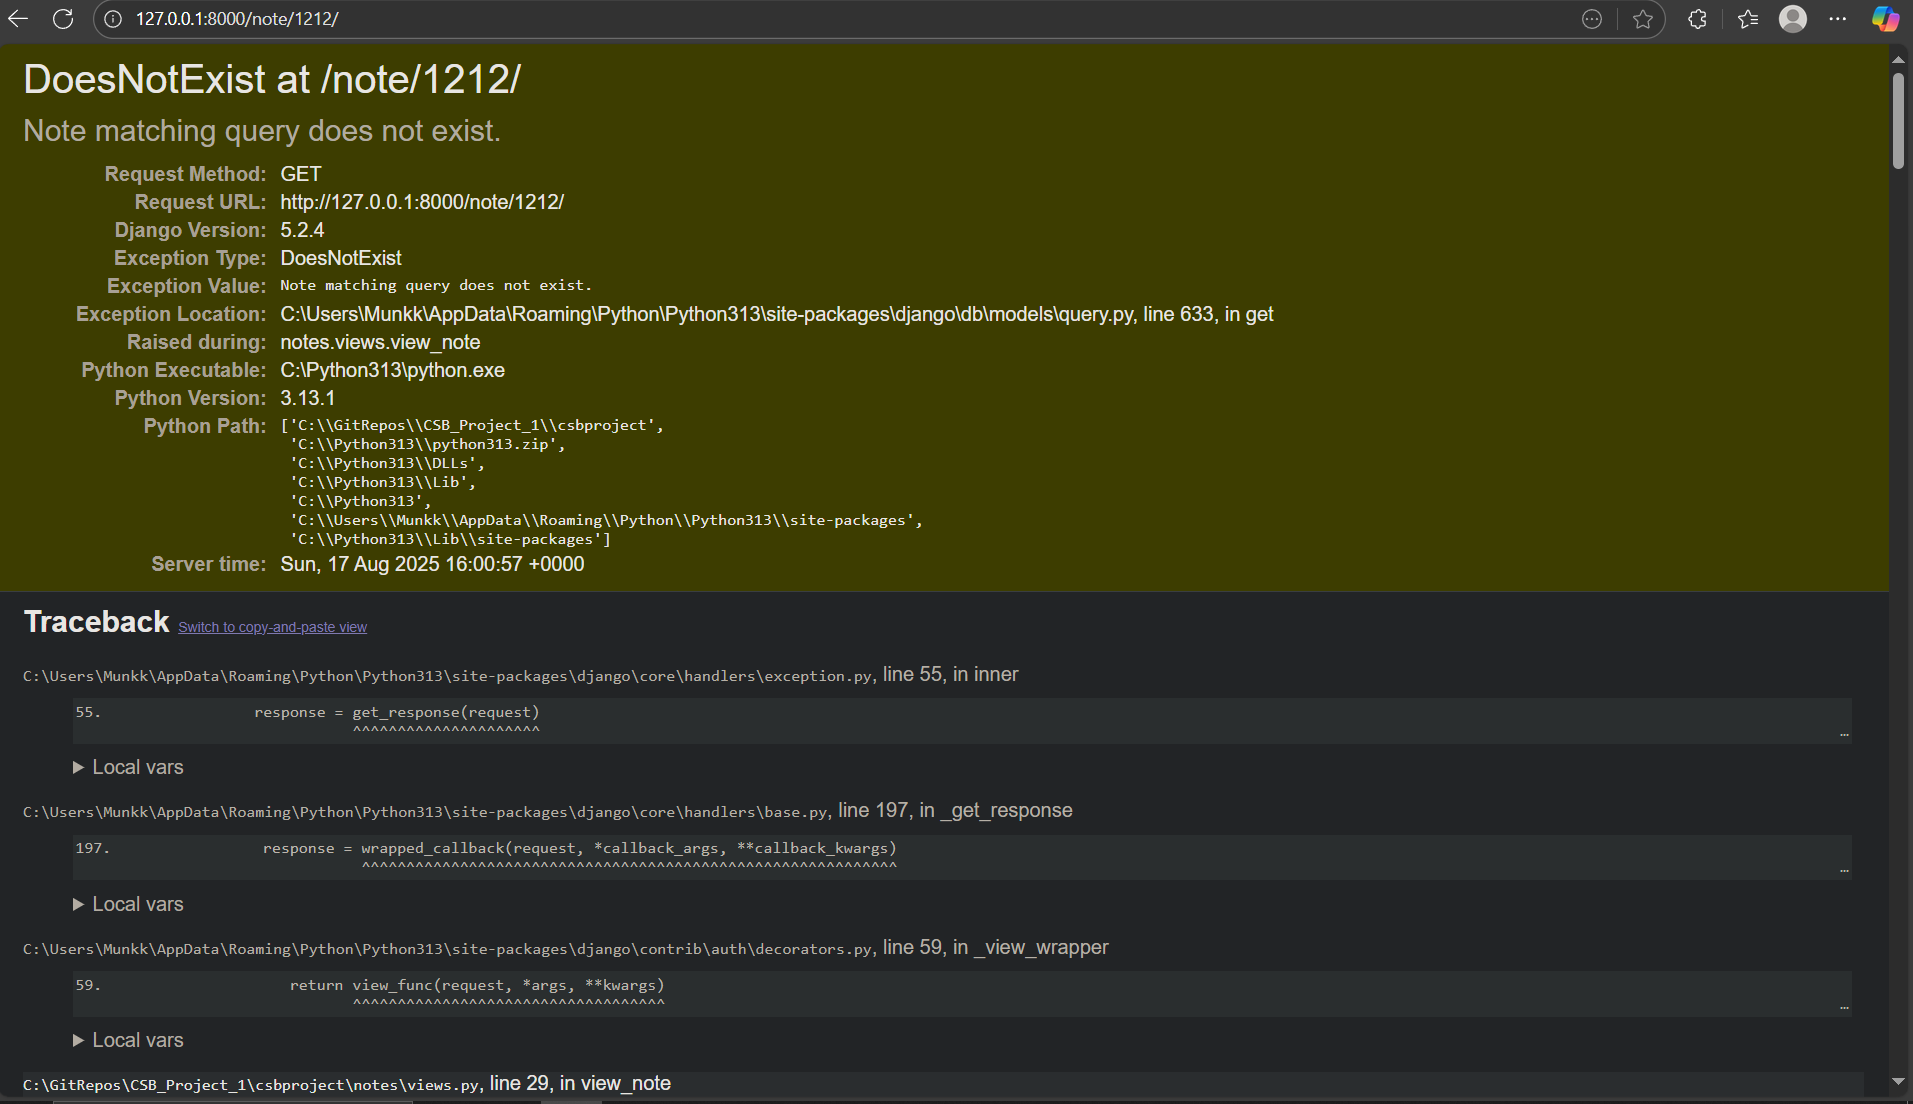 127.0.0.1:8000/note/1212/
DoesNotExist at /note/1212/
Note matching query does not exist.
Request Method: GET
Request URL: http://127.0.0.1:8000/note/1212/
Django Version: 5.2.4
Exception Type: DoesNotExist
Exception Value: Note matching query does not exist.
Exception Location: C:\Users\Munkk\AppData\Roaming\Python\Python313\site-packages\django\db\models\query.py, line 633, in get
Raised during: notes.views.view_note
Python Executable: C:\Python313\python.exe
Python Version: 3.13.1
Python Path: ['C:\\GitRepos\\CSB_Project_1\\csbproject',
'C:\\Python313\\python313.zip',
'C:\\Python313\\DLLs',
'C:\\Python313\\Lib',
'C:\\Python313',
'C:\\Users\\Munkk\\AppData\\Roaming\\Python\\Python313\\site-packages',
'C:\\Python313\\Lib\\site-packages']
Server time: Sun, 17 Aug 2025 16:00:57 +0000
Traceback Switch to copy-and-paste view
C:\Users\Munkk\AppData\Roaming\Python\Python313\site-packages\django\core\handlers\exception.py, line 55, in inner
55. response = get_response(request)
^^^^^^^^^^^^^^^^^^^^^
…
▶ Local vars
C:\Users\Munkk\AppData\Roaming\Python\Python313\site-packages\django\core\handlers\base.py, line 197, in _get_response
197. response = wrapped_callback(request, *callback_args, **callback_kwargs)
^^^^^^^^^^^^^^^^^^^^^^^^^^^^^^^^^^^^^^^^^^^^^^^^^^^^^^^^^^^^
…
▶ Local vars
C:\Users\Munkk\AppData\Roaming\Python\Python313\site-packages\django\contrib\auth\decorators.py, line 59, in _view_wrapper
59. return view_func(request, *args, **kwargs)
^^^^^^^^^^^^^^^^^^^^^^^^^^^^^^^^^^^
…
▶ Local vars
C:\GitRepos\CSB_Project_1\csbproject\notes\views.py, line 29, in view_note